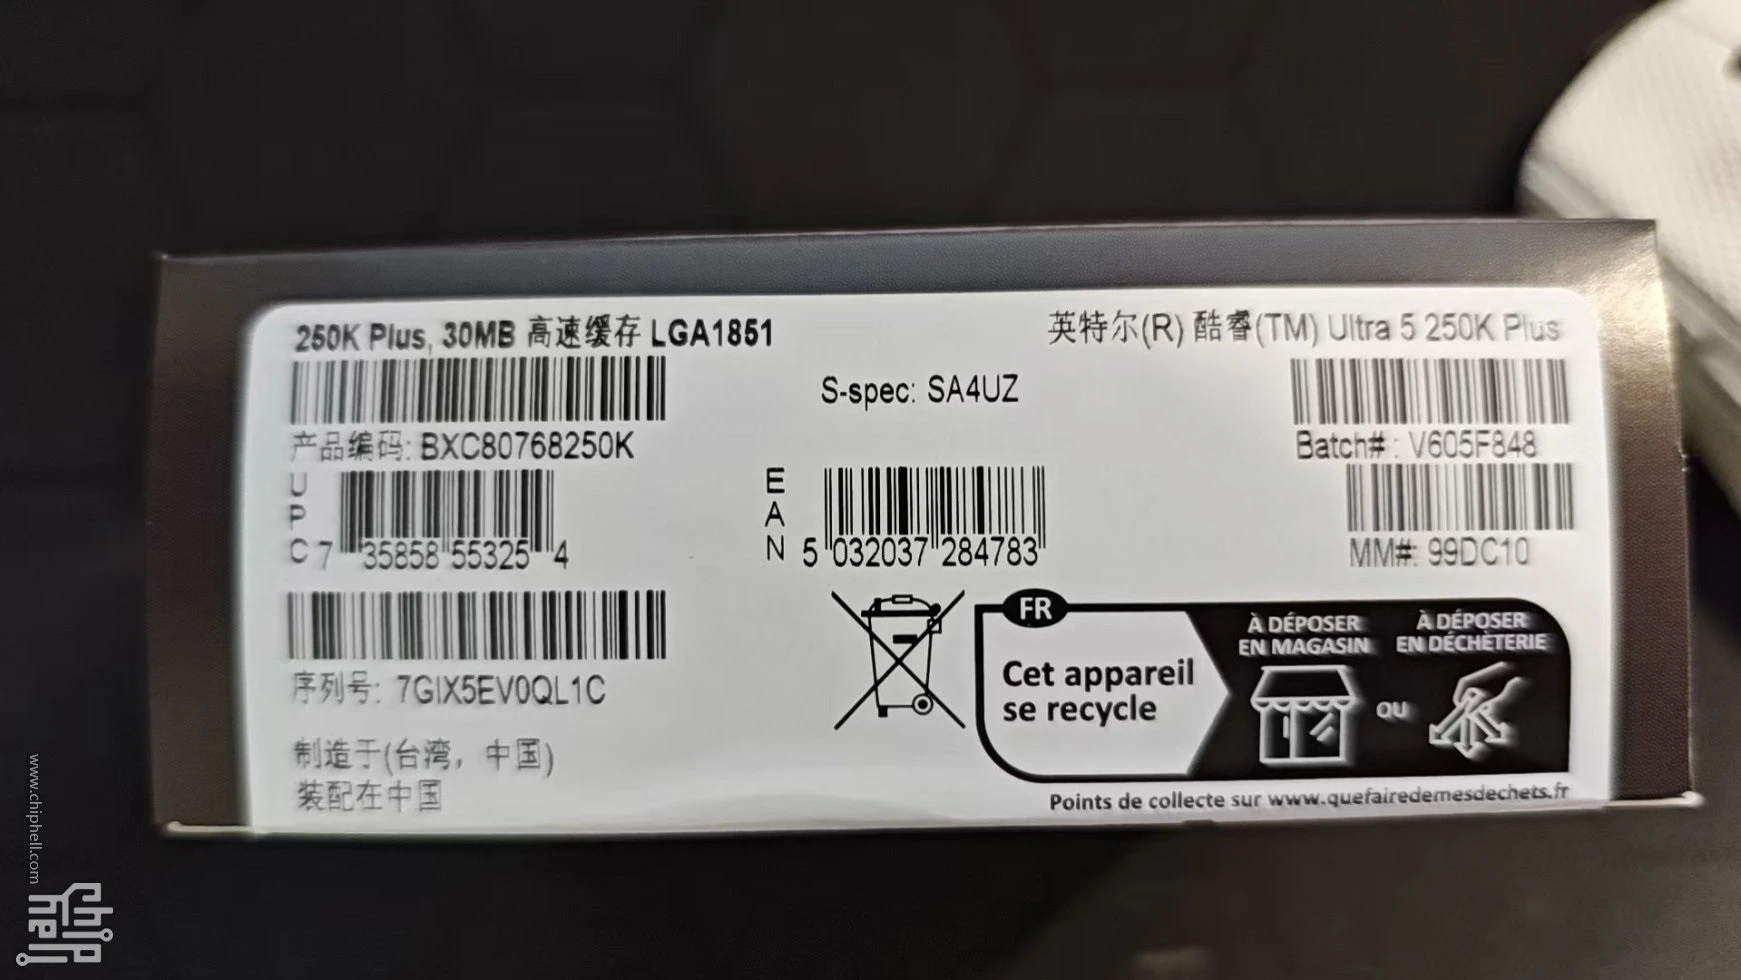 250K Plus, 30MB 高速缓存 LGA1851
英特尔(R) 酷睿(TM) Ultra 5 250K Plus
S-spec: SA4UZ
产品编码: BXC80768250K
Batch# : V605F848
UPC 7 35858 55325 4
EAN 5 032037 284783
MM#: 99DC10
序列号: 7GIX5EV0QL1C
制造于(台湾, 中国)
装配在中国
FR
Cet appareil
se recycle
À DÉPOSER
EN MAGASIN
OU
À DÉPOSER
EN DÉCHÈTERIE
Points de collecte sur www.quefairedemesdechets.fr
www.chiphell.com
Chip
hell